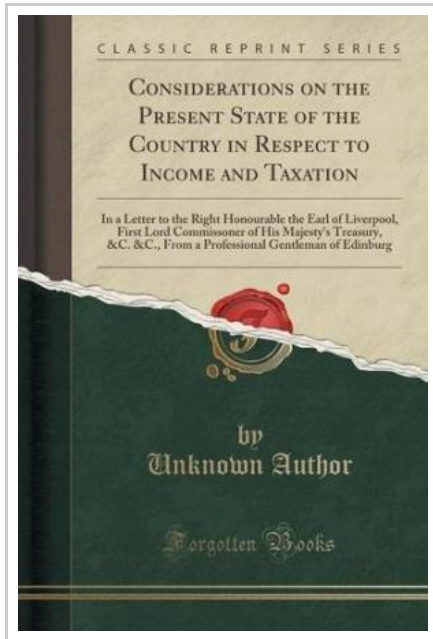 CLASSIC REPRINT SERIES
CONSIDERATIONS ON THE
PRESENT STATE OF THE
COUNTRY IN RESPECT TO
INCOME AND TAXATION
In a Letter to the Right Honourable the Earl of Liverpool,
First Lord Commissoner of His Majesty's Treasury,
&C. &C., From a Professional Gentleman of Edinburg
by
Unknown Author
Forgotten Books